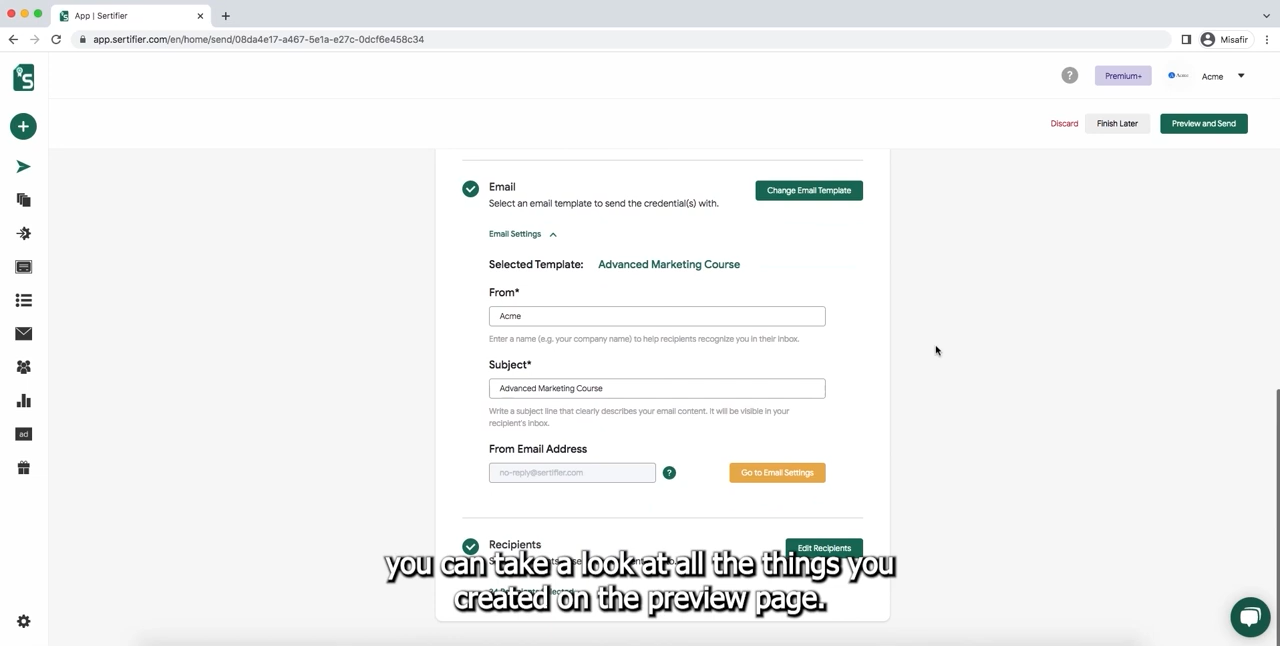 App | Sertifier
app.sertifier.com/en/home/send/08da4e17-a467-5e1a-e27c-0dcf6e458c34
Misafir
?
Premium+
Acme
Acme
Discard
Finish Later
Preview and Send
Email
Change Email Template
Select an email template to send the credential(s) with.
Email Settings
Selected Template: Advanced Marketing Course
From*
Acme
Enter a name (e.g. your company name) to help recipients recognize you in their inbox.
Subject*
Advanced Marketing Course
Write a subject line that clearly describes your email content. It will be visible in your
recipient's inbox.
From Email Address
no-reply@sertifier.com
?
Go to Email Settings
ad
Recipients
Edit Recipients
you can take a look at all the things you
created on the preview page.